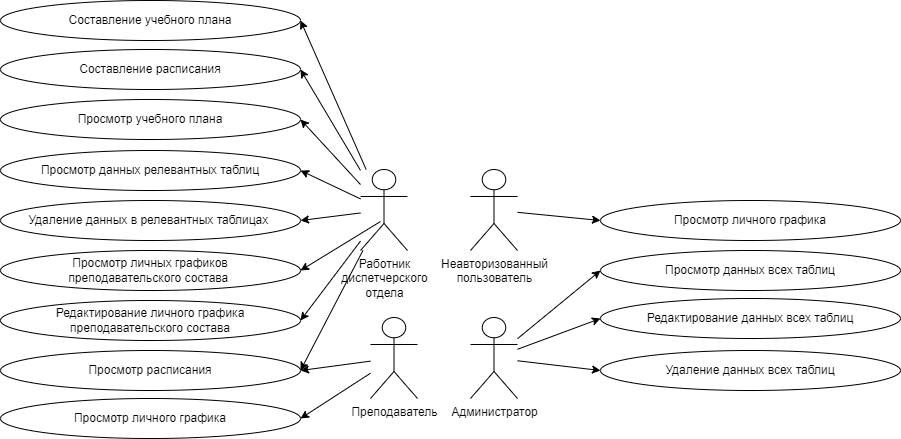 Составление учебного плана
Составление расписания
Просмотр учебного плана
Просмотр данных релевантных таблиц
Удаление данных в релевантных таблицах
Просмотр личных графиков
преподавательского состава
Редактирование личного графика
преподавательского состава
Просмотр расписания
Просмотр личного графика
Работник
диспетчерского
отдела
Неавторизованный
пользователь
Преподаватель
Администратор
Просмотр личного графика
Просмотр данных всех таблиц
Редактирование данных всех таблиц
Удаление данных всех таблиц